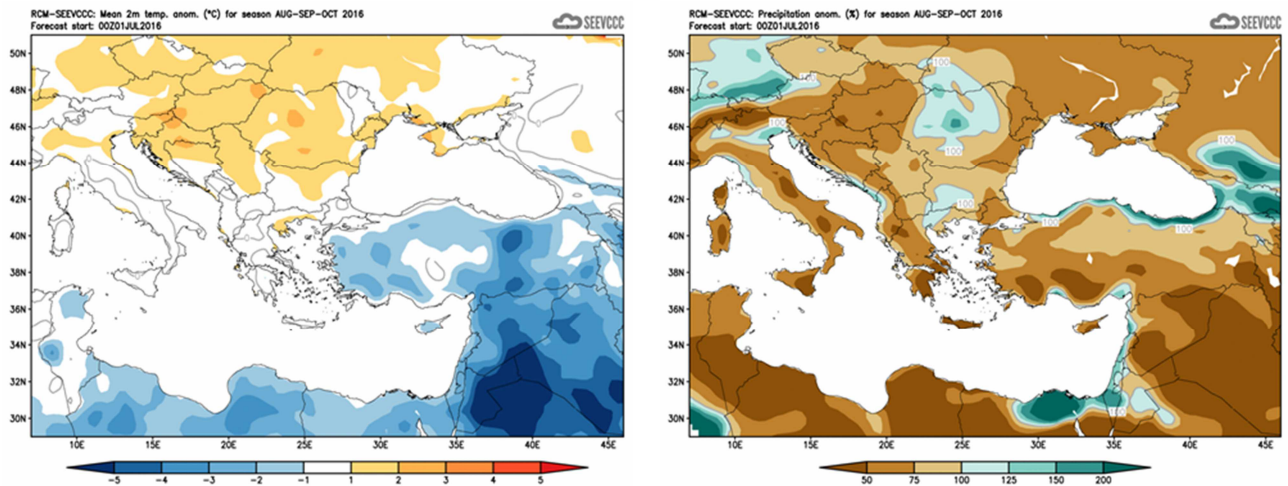 RCM-SEEVCCC: Mean 2m temp. anom. (°C) for season AUG-SEP-OCT 2016
Forecast start: 00Z01JUL2016
SEEVCCC
50N
48N
46N
44N
42N
40N
38N
36N
34N
32N
30N
10E 15E 20E 25E 30E 35E 40E 45E
-5 -4 -3 -2 -1 1 2 3 4 5
RCM-SEEVCCC: Precipitation anom. (%) for season AUG-SEP-OCT 2016
Forecast start: 00Z01JUL2016
SEEVCCC
50N
48N
46N
44N
42N
40N
38N
36N
34N
32N
30N
100
100
100
100
100
100
100
100
10E 15E 20E 25E 30E 35E 40E 45E
50 75 100 125 150 200